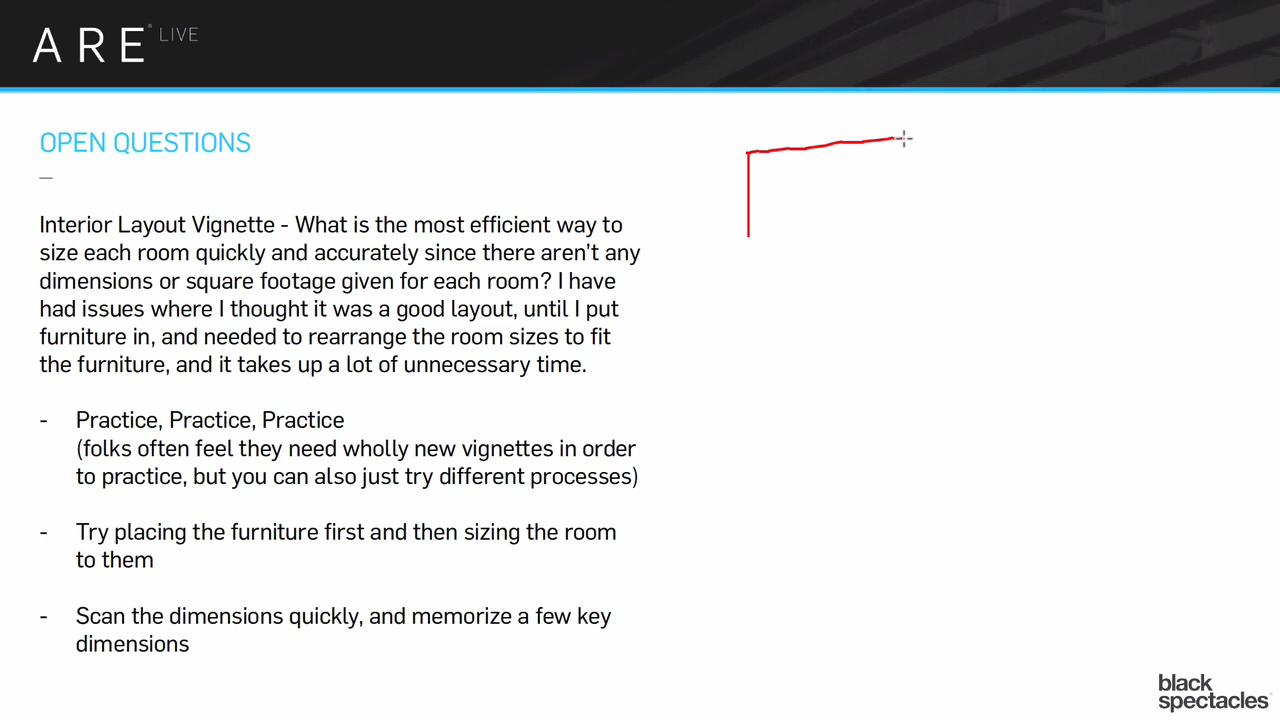 ARE® LIVE
OPEN QUESTIONS
Interior Layout Vignette - What is the most efficient way to
size each room quickly and accurately since there aren't any
dimensions or square footage given for each room? I have
had issues where I thought it was a good layout, until I put
furniture in, and needed to rearrange the room sizes to fit
the furniture, and it takes up a lot of unnecessary time.
- Practice, Practice, Practice
(folks often feel they need wholly new vignettes in order
to practice, but you can also just try different processes)
- Try placing the furniture first and then sizing the room
to them
- Scan the dimensions quickly, and memorize a few key
dimensions
black
spectacles®